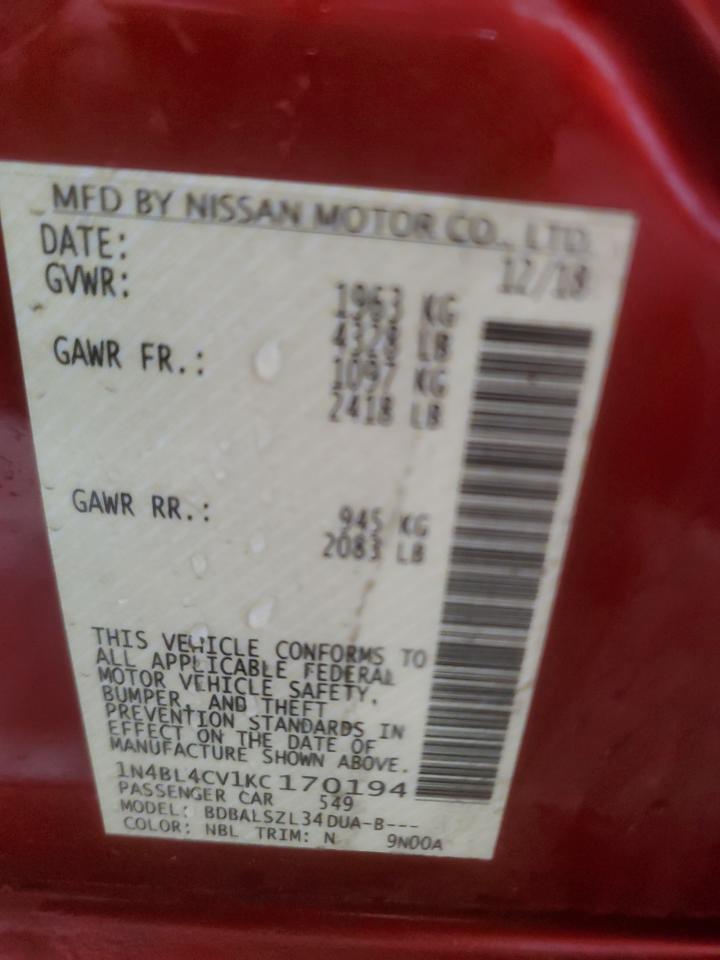 MFD BY NISSAN MOTOR CO., LTD.
DATE: 12/18
GVWR: 1963 KG
4328 LB
GAWR FR.: 1097 KG
2418 LB
GAWR RR.: 945 KG
2083 LB
THIS VEHICLE CONFORMS TO
ALL APPLICABLE FEDERAL
MOTOR VEHICLE SAFETY,
BUMPER, AND THEFT
PREVENTION STANDARDS IN
EFFECT ON THE DATE OF
MANUFACTURE SHOWN ABOVE.
1N4BL4CV1KC170194
PASSENGER CAR 549
MODEL: BDBALSZL34DUA-B---
COLOR: NBL TRIM: N 9N00A